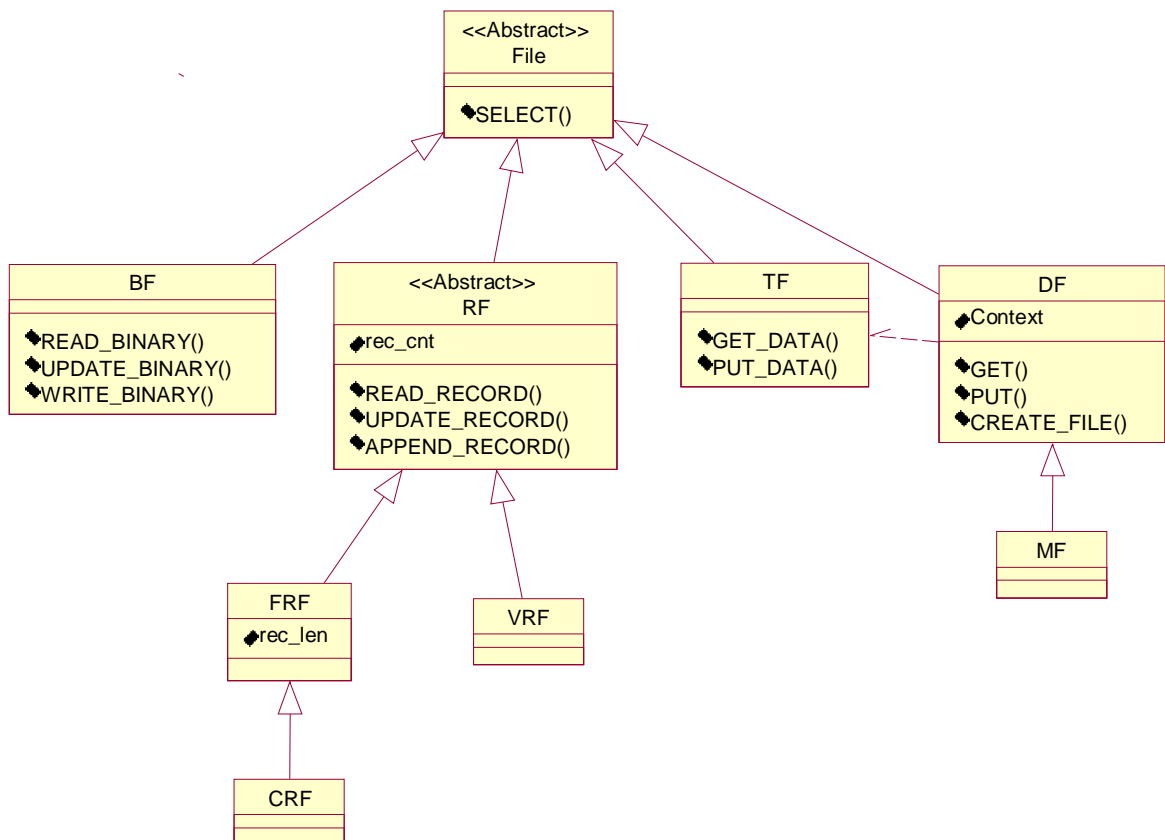 <<Abstract>>
File
SELECT()
BF
READ_BINARY()
UPDATE_BINARY()
WRITE_BINARY()
<<Abstract>>
RF
rec_cnt
READ_RECORD()
UPDATE_RECORD()
APPEND_RECORD()
TF
GET_DATA()
PUT_DATA()
DF
Context
GET()
PUT()
CREATE_FILE()
FRF
rec_len
VRF
MF
CRF